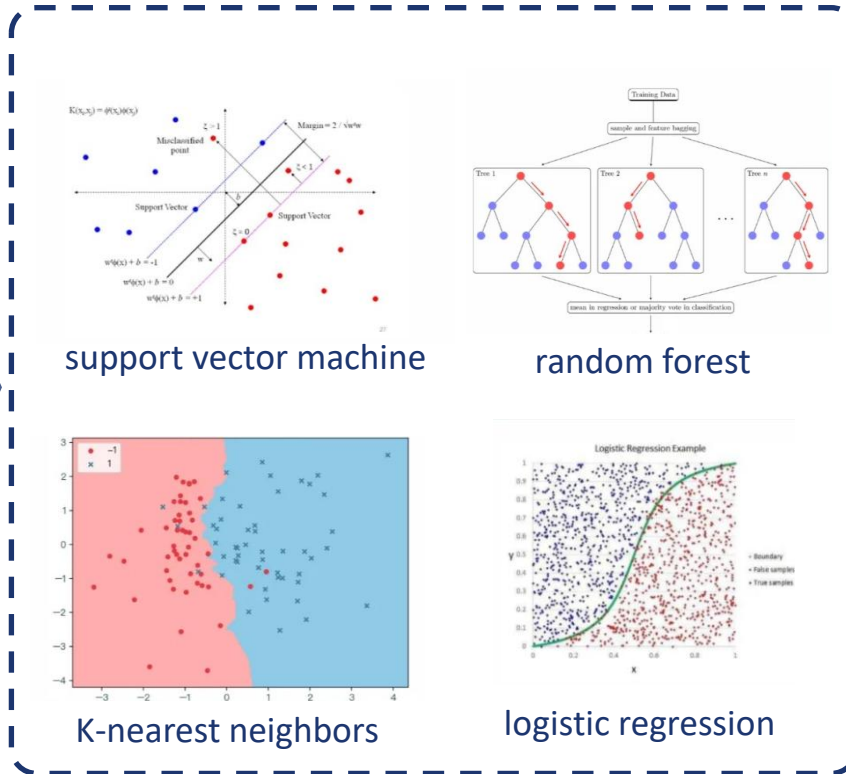 K(xᵢ,xⱼ) = ϕᵗ(xᵢ)ϕ(xⱼ)
ξ > 1
Misclassified
point
Margin = 2 / √wᵗw
ξ < 1
b
Support Vector
Support Vector
ξ = 0
w
wᵗϕ(x) + b = -1
wᵗϕ(x) + b = 0
wᵗϕ(x) + b = +1
27
support vector machine
Training Data
sample and feature bagging
Tree 1
Tree 2
Tree n
...
mean in regression or majority vote in classification
random forest
3
2
1
0
−1
−2
−3
−4
−1
1
−3 −2 −1 0 1 2 3 4
K-nearest neighbors
Logistic Regression Example
1
0.9
0.8
0.7
0.6
0.5
0.4
0.3
0.2
0.1
0
y
0 0.2 0.4 0.6 0.8 1
x
Boundary
False samples
True samples
logistic regression